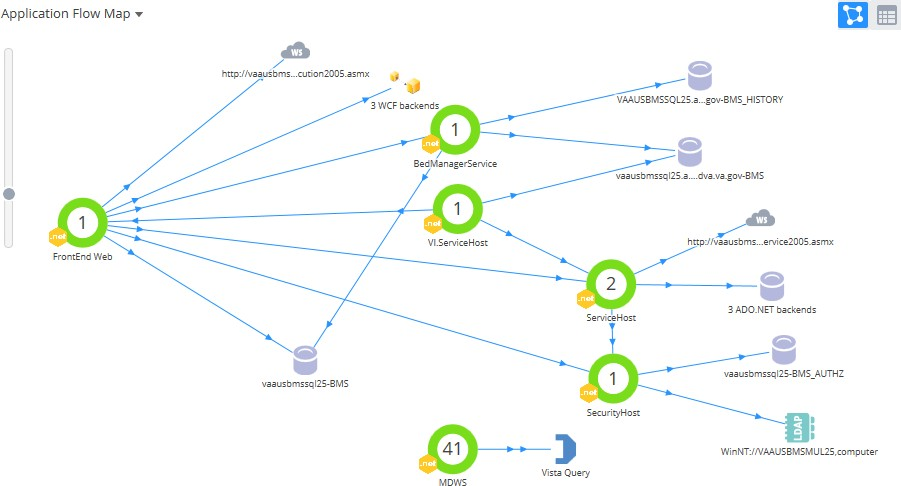 Application Flow Map
WS
http://vaausbms...cution2005.asmx
3 WCF backends
VAAUSBMSSQL25.a...gov-BMS_HISTORY
1
.net
BedManagerService
vaausbmssql25.a....dva.va.gov-BMS
1
.net
FrontEnd Web
1
.net
VI.ServiceHost
WS
http://vaausbms...ervice2005.asmx
2
.net
ServiceHost
3 ADO.NET backends
vaausbmssql25-BMS
1
.net
SecurityHost
vaausbmssql25-BMS_AUTHZ
LDAP
WinNT://VAAUSBMSMUL25,computer
41
.net
MDWS
Vista Query